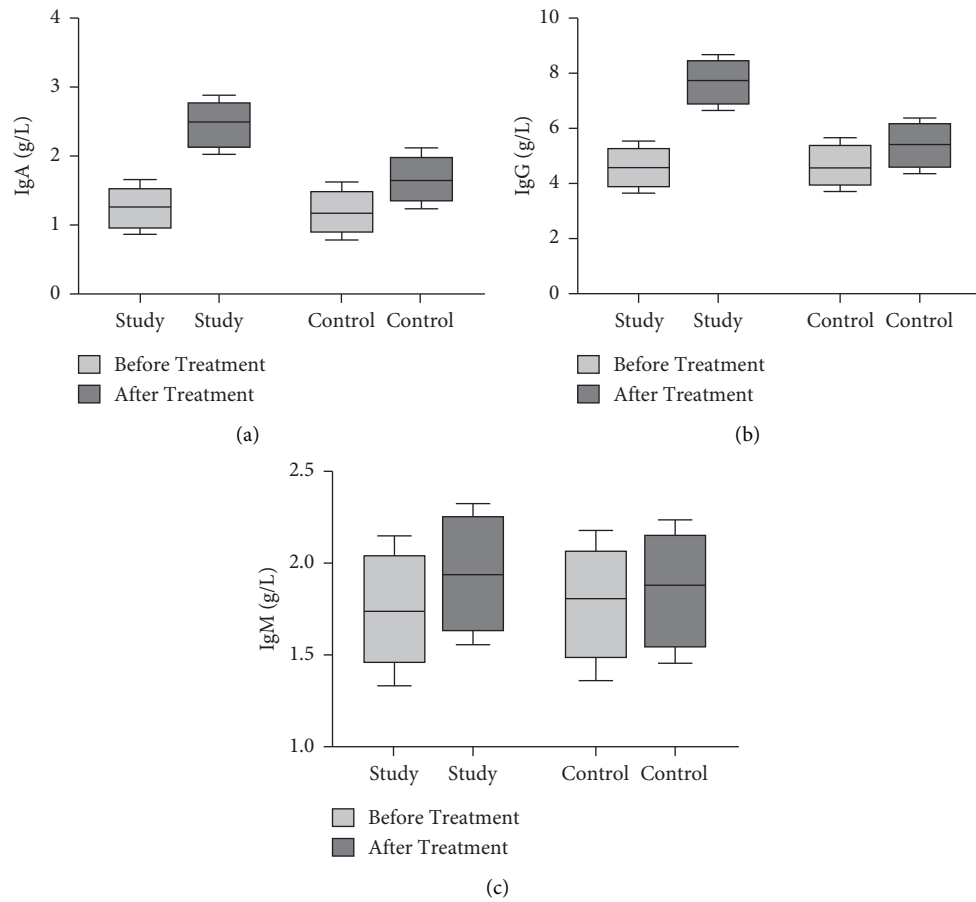 4
3
2
1
0
IgA (g/L)
Study Study Control Control
Before Treatment
After Treatment
(a)
10
8
6
4
2
0
IgG (g/L)
Study Study Control Control
Before Treatment
After Treatment
(b)
2.5
2.0
1.5
1.0
IgM (g/L)
Study Study Control Control
Before Treatment
After Treatment
(c)